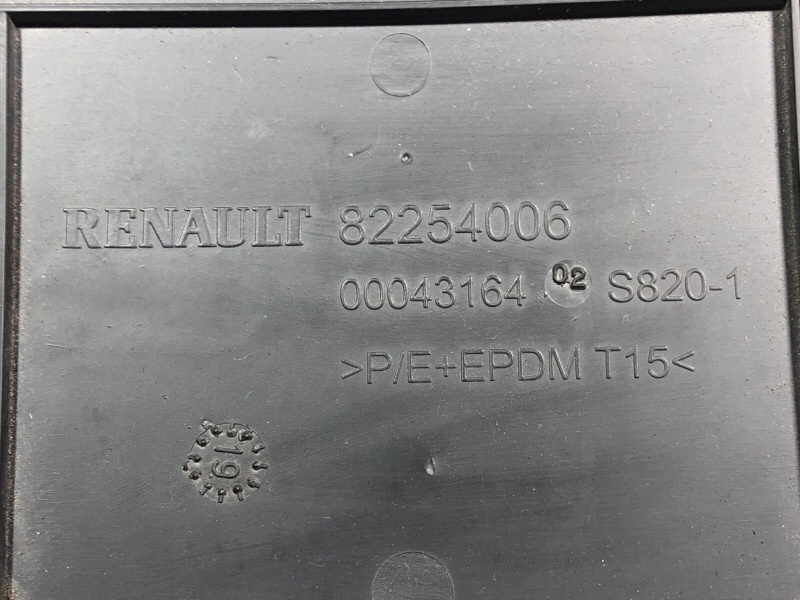 RENAULT 82254006
00043164 02 S820-1
>P/E+EPDM T15<
19